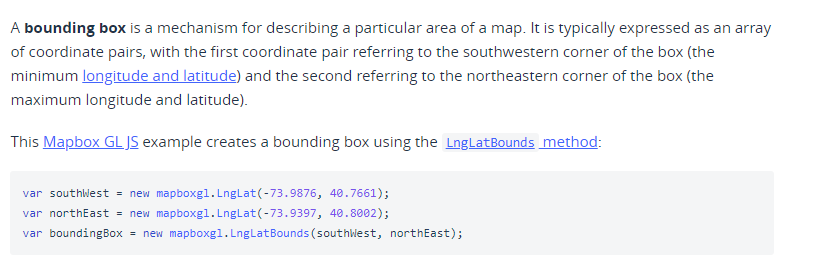 A bounding box is a mechanism for describing a particular area of a map. It is typically expressed as an array
of coordinate pairs, with the first coordinate pair referring to the southwestern corner of the box (the
minimum longitude and latitude) and the second referring to the northeastern corner of the box (the
maximum longitude and latitude).
This Mapbox GL JS example creates a bounding box using the LngLatBounds method:
var southWest = new mapboxgl.LngLat(-73.9876, 40.7661);
var northEast = new mapboxgl.LngLat(-73.9397, 40.8002);
var boundingBox = new mapboxgl.LngLatBounds(southWest, northEast);